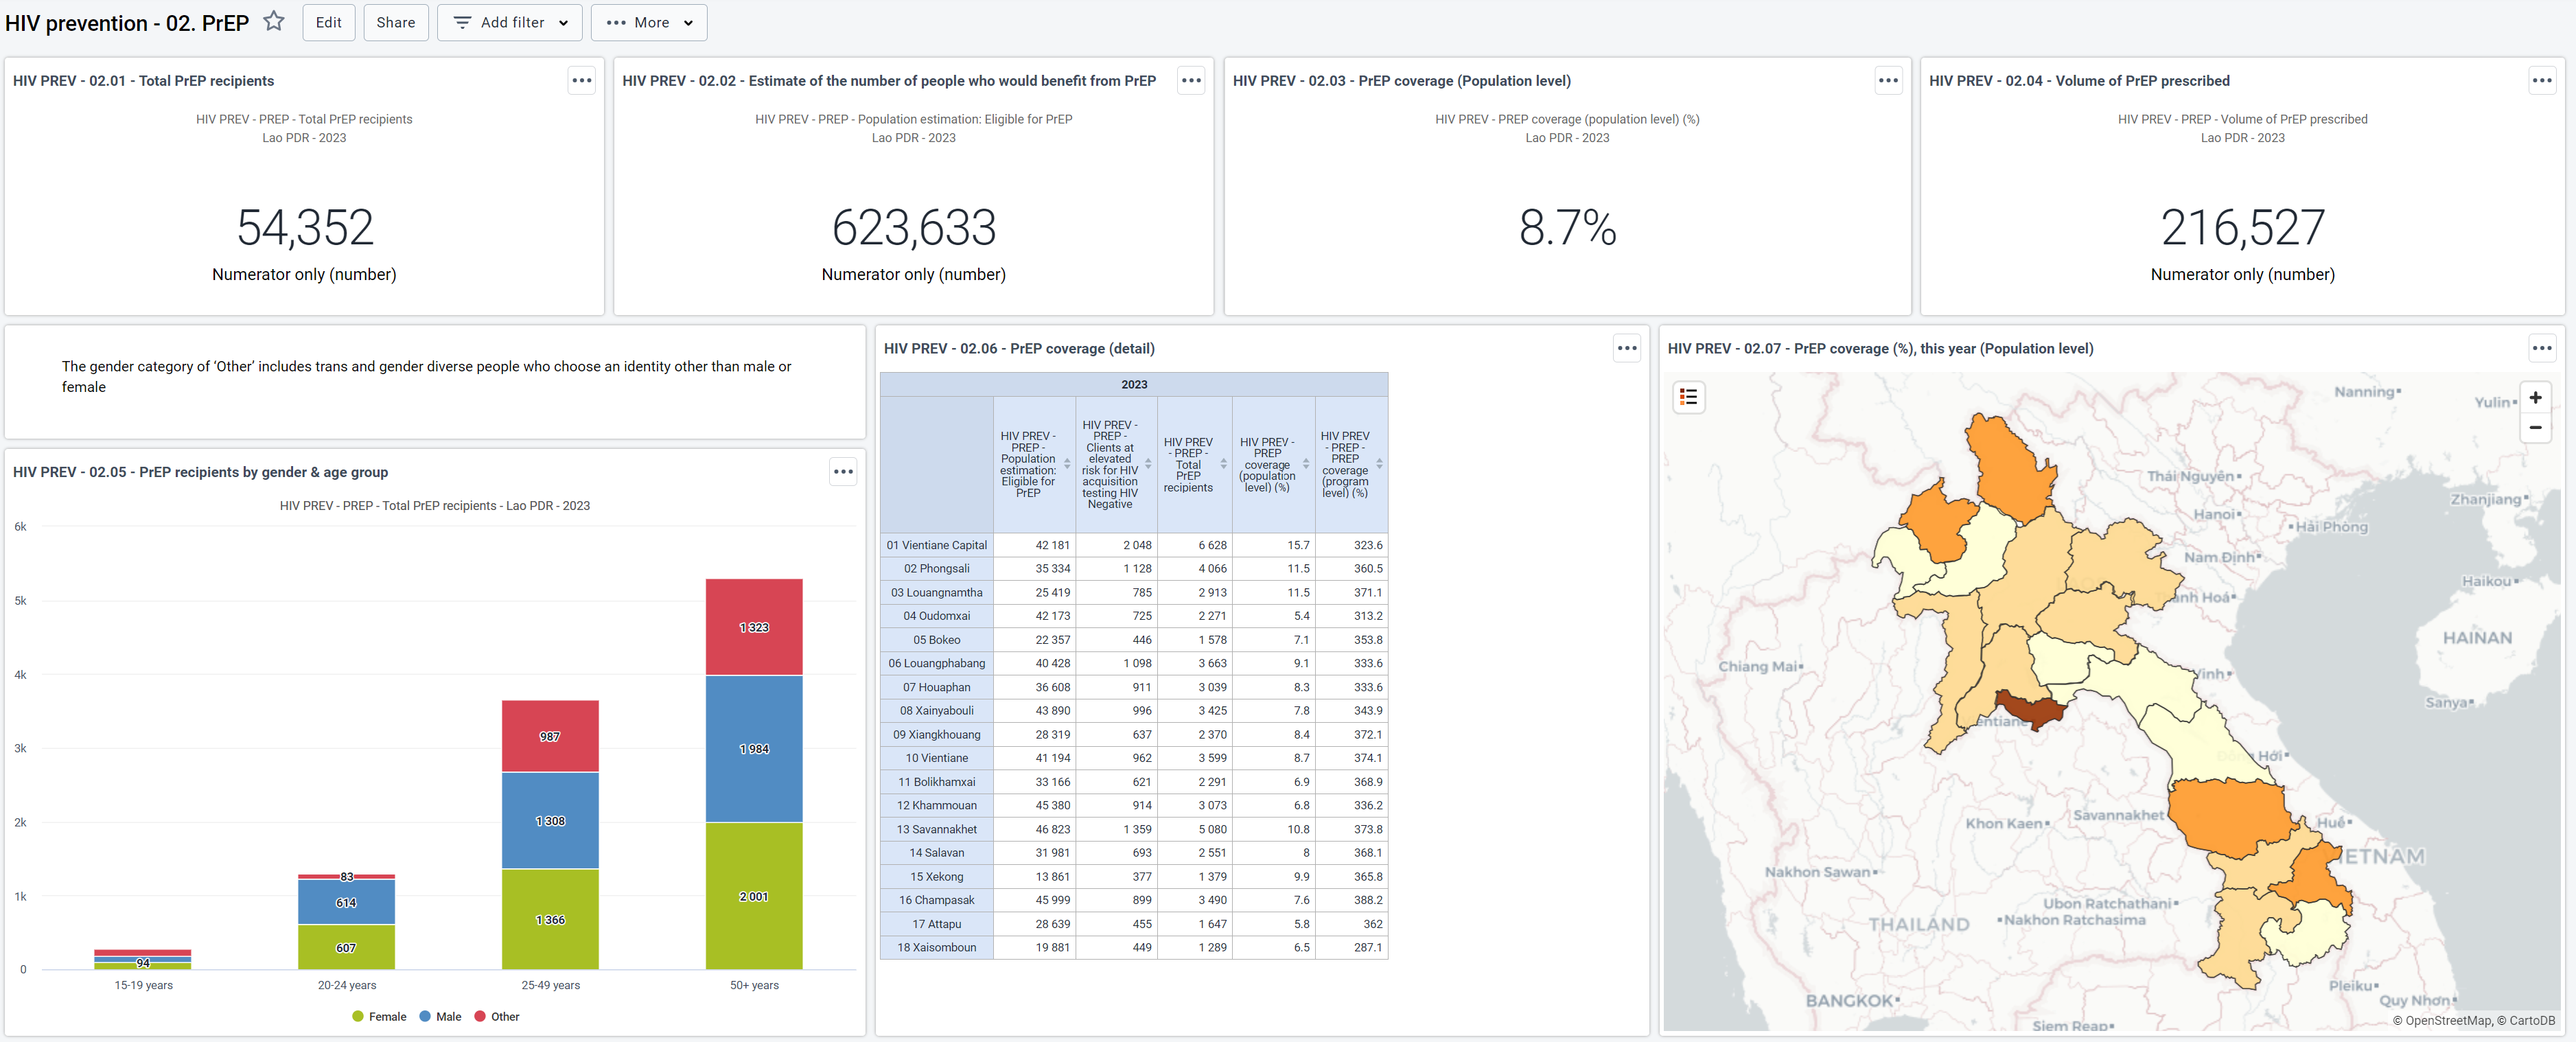 HIV prevention - 02. PrEP
Edit
Share
Add filter
More
HIV PREV - 02.01 - Total PrEP recipients
HIV PREV - PREP - Total PrEP recipients
Lao PDR - 2023
54,352
Numerator only (number)
HIV PREV - 02.02 - Estimate of the number of people who would benefit from PrEP
HIV PREV - PREP - Population estimation: Eligible for PrEP
Lao PDR - 2023
623,633
Numerator only (number)
HIV PREV - 02.03 - PrEP coverage (Population level)
HIV PREV - PREP coverage (population level) (%)
Lao PDR - 2023
8.7%
HIV PREV - 02.04 - Volume of PrEP prescribed
HIV PREV - PREP - Volume of PrEP prescribed
Lao PDR - 2023
216,527
Numerator only (number)
The gender category of ‘Other’ includes trans and gender diverse people who choose an identity other than male or
female
HIV PREV - 02.05 - PrEP recipients by gender & age group
HIV PREV - PREP - Total PrEP recipients - Lao PDR - 2023
6k
5k
4k
3k
2k
1k
0
94
83
614
607
987
1 308
1 366
1 323
1 984
2 001
15-19 years
20-24 years
25-49 years
50+ years
Female
Male
Other
HIV PREV - 02.06 - PrEP coverage (detail)
2023
HIV PREV -
PREP -
Population
estimation:
Eligible for
PrEP
HIV PREV -
PREP -
Clients at
elevated
risk for HIV
acquisition
testing HIV
Negative
HIV PREV
- PREP -
Total
PrEP
recipients
HIV PREV -
PREP
coverage
(population
level) (%)
HIV PREV
- PREP -
PREP
coverage
(program
level) (%)
01 Vientiane Capital 42 181 2 048 6 628 15.7 323.6
02 Phongsali 35 334 1 128 4 066 11.5 360.5
03 Louangnamtha 25 419 785 2 913 11.5 371.1
04 Oudomxai 42 173 725 2 271 5.4 313.2
05 Bokeo 22 357 446 1 578 7.1 353.8
06 Louangphabang 40 428 1 098 3 663 9.1 333.6
07 Houaphan 36 608 911 3 039 8.3 333.6
08 Xainyabouli 43 890 996 3 425 7.8 343.9
09 Xiangkhouang 28 319 637 2 370 8.4 372.1
10 Vientiane 41 194 962 3 599 8.7 374.1
11 Bolikhamxai 33 166 621 2 291 6.9 368.9
12 Khammouan 45 380 914 3 073 6.8 336.2
13 Savannakhet 46 823 1 359 5 080 10.8 373.8
14 Salavan 31 981 693 2 551 8 368.1
15 Xekong 13 861 377 1 379 9.9 365.8
16 Champasak 45 999 899 3 490 7.6 388.2
17 Attapu 28 639 455 1 647 5.8 362
18 Xaisomboun 19 881 449 1 289 6.5 287.1
HIV PREV - 02.07 - PrEP coverage (%), this year (Population level)
+
−
Nanning
Yulin
Thái Nguyên
Zhanjiang
Hanoi
Hải Phòng
Nam Định
Haikou
anh Hoá
HAINAN
Chiang Mai
Vinh
Sanya
entiane
Hới
Savannakhet
Khon Kaen
Huế
IETNAM
Nakhon Sawan
Ubon Ratchathani
THAILAND
Nakhon Ratchasima
Pleiku
BANGKOK
Quy Nhơn
Siem Reap
© OpenStreetMap, © CartoDB